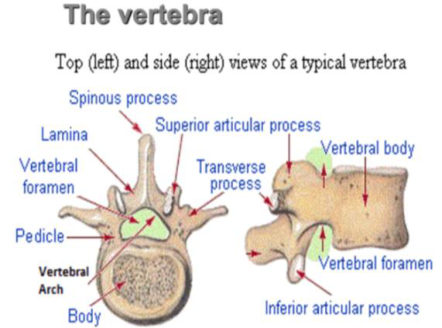 The vertebra
Top (left) and side (right) views of a typical vertebra
Spinous process
Superior articular process
Lamina
Vertebral body
Vertebral
foramen
Transverse
process
Pedicle
Vertebral
Arch
Vertebral foramen
Body
Inferior articular process